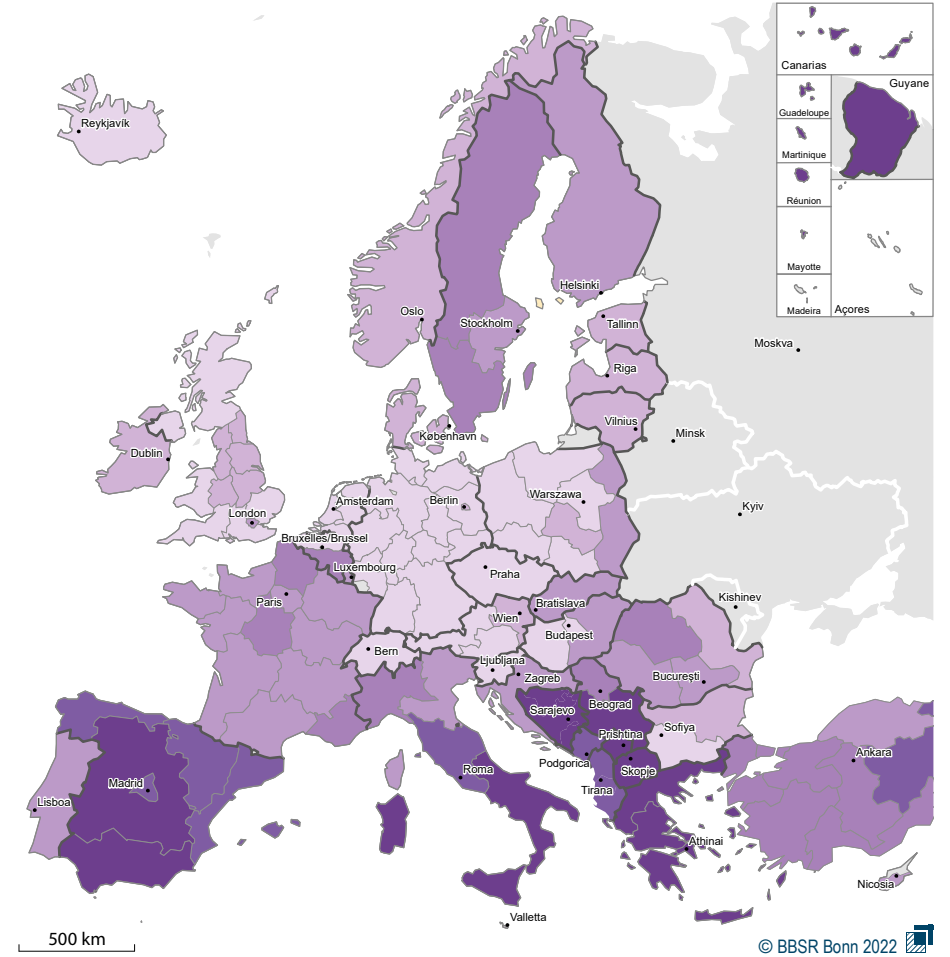 Canarias
Guyane
Guadeloupe
Martinique
Réunion
Mayotte
Madeira
Açores
Reykjavík
Helsinki
Oslo
Stockholm
Tallinn
Moskva
Riga
Vilnius
Minsk
København
Dublin
Warszawa
Berlin
Amsterdam
London
Kyiv
Bruxelles/Brussel
Luxembourg
Praha
Kishinev
Paris
Bratislava
Wien
Budapest
Bern
Ljubljana
Zagreb
Bucureşti
Beograd
Sarajevo
Sofiya
Prishtina
Ankara
Podgorica
Skopje
Roma
Madrid
Tirana
Lisboa
Athinai
Nicosia
Valletta
500 km
© BBSR Bonn 2022